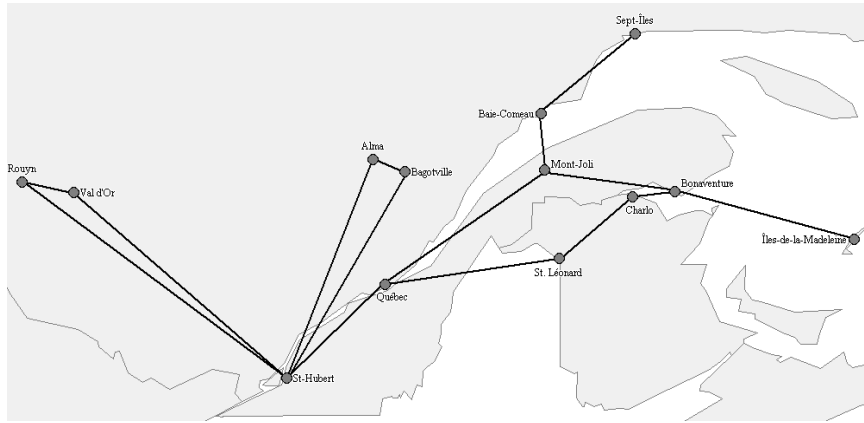 Sept-Îles
Baie-Comeau
Alma
Mont-Joli
Rouyn
Bagotville
Val d'Or
Bonaventure
Charlo
Îles-de-la-Madeleine
St. Léonard
Québec
St-Hubert